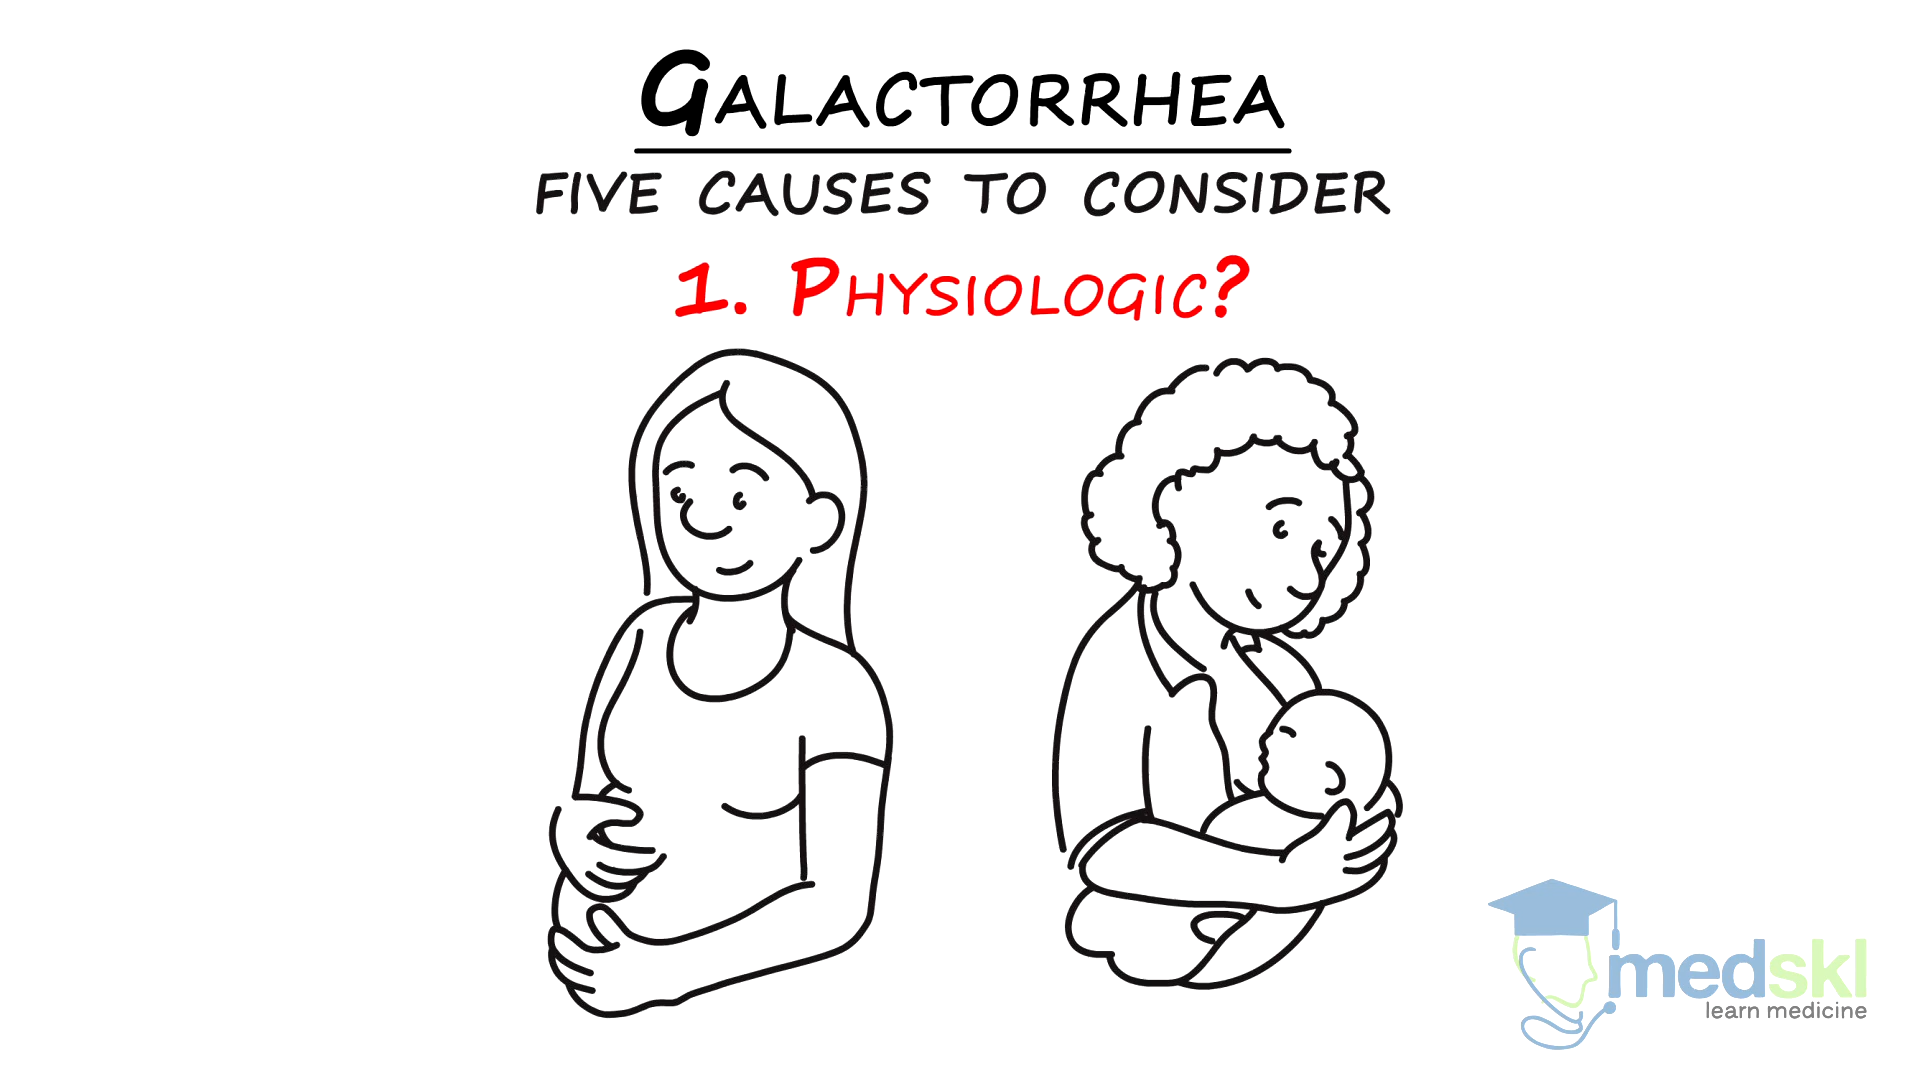 GALACTORRHEA
FIVE CAUSES TO CONSIDER
1. PHYSIOLOGIC?
medskl
learn medicine